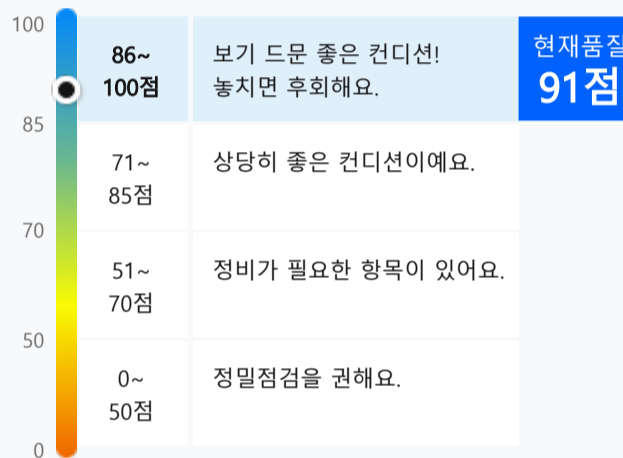 100
86~
100점
보기 드문 좋은 컨디션!
놓치면 후회해요.
현재품질
91점
85
71~
85점
상당히 좋은 컨디션이예요.
70
51~
70점
정비가 필요한 항목이 있어요.
50
0~
50점
정밀점검을 권해요.
0